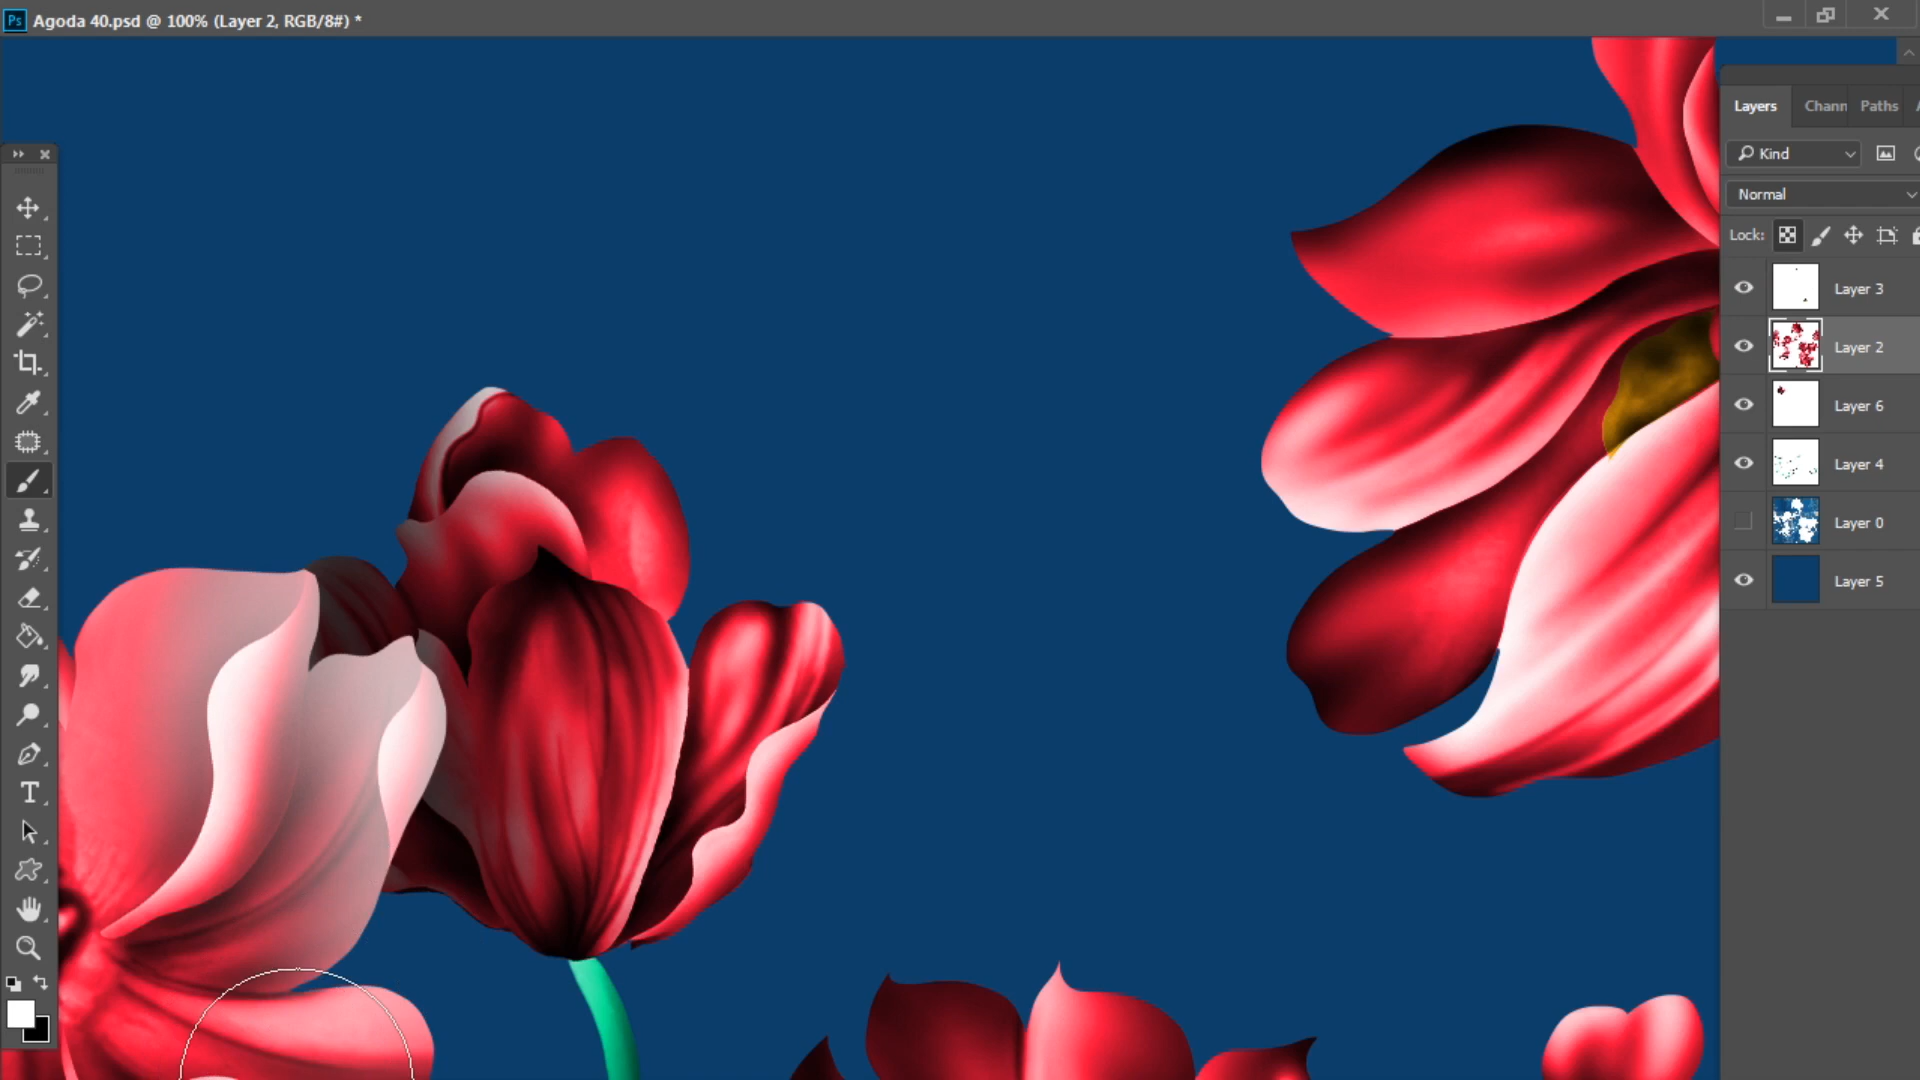 Ps Agoda 40.psd @ 100% (Layer 2, RGB/8#) *
Layers Chann Paths
Kind
Normal
Lock:
Layer 3
Layer 2
Layer 6
Layer 4
Layer 0
Layer 5